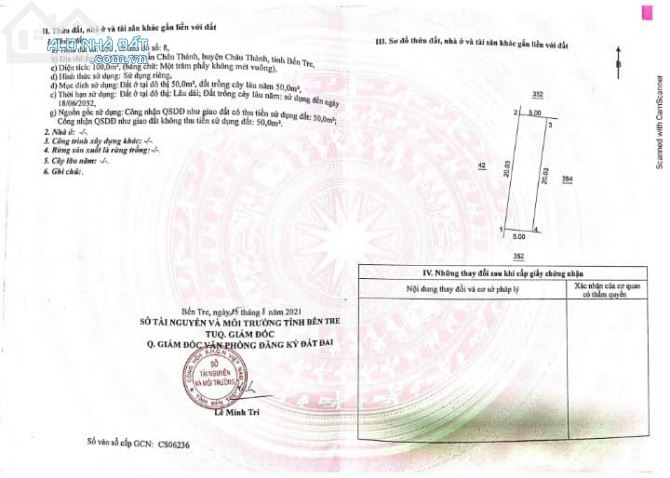 II. Thửa đất, nhà ở và tài sản khác gắn liền với đất
ALO NHÀ ĐẤT
.COM.VN
số: 8,
Châu Thành, huyện Châu Thành, tỉnh Bến Tre,
c) Diện tích: 100,0m², (bằng chữ: Một trăm phẩy không mét vuông),
d) Hình thức sử dụng: Sử dụng riêng,
đ) Mục đích sử dụng: Đất ở tại đô thị 50,0m², đất trồng cây lâu năm 50,0m²,
e) Thời hạn sử dụng: Đất ở tại đô thị: Lâu dài; Đất trồng cây lâu năm: sử dụng đến ngày
18/06/2052,
g) Nguồn gốc sử dụng: Công nhận QSDĐ như giao đất có thu tiền sử dụng đất: 50,0m²;
Công nhận QSDĐ như giao đất không thu tiền sử dụng đất: 50,0m².
2. Nhà ở: -/-.
3. Công trình xây dựng khác: -/-.
4. Rừng sản xuất là rừng trồng: -/-.
5. Cây lâu năm: -/-.
6. Ghi chú:.
Bến Tre, ngày 25 tháng 8 năm 2021
SỞ TÀI NGUYÊN VÀ MÔI TRƯỜNG TỈNH BẾN TRE
TUQ. GIÁM ĐỐC
Q. GIÁM ĐỐC VĂN PHÒNG ĐĂNG KÝ ĐẤT ĐAI
CỘNG HÒA X.H.C.N VIỆT NAM
SỞ
TÀI NGUYÊN
VÀ MÔI TRƯỜNG
TỈNH BẾN TRE
Lê Minh Trí
Số vào sổ cấp GCN: CS06236
III. Sơ đồ thửa đất, nhà ở và tài sản khác gắn liền với đất
B
352
2
5.00
3
42
20.03
20.03
364
1
5.00
4
352
IV. Những thay đổi sau khi cấp giấy chứng nhận
Nội dung thay đổi và cơ sở pháp lý
Xác nhận của cơ quan
có thẩm quyền
Scanned with CamScanner